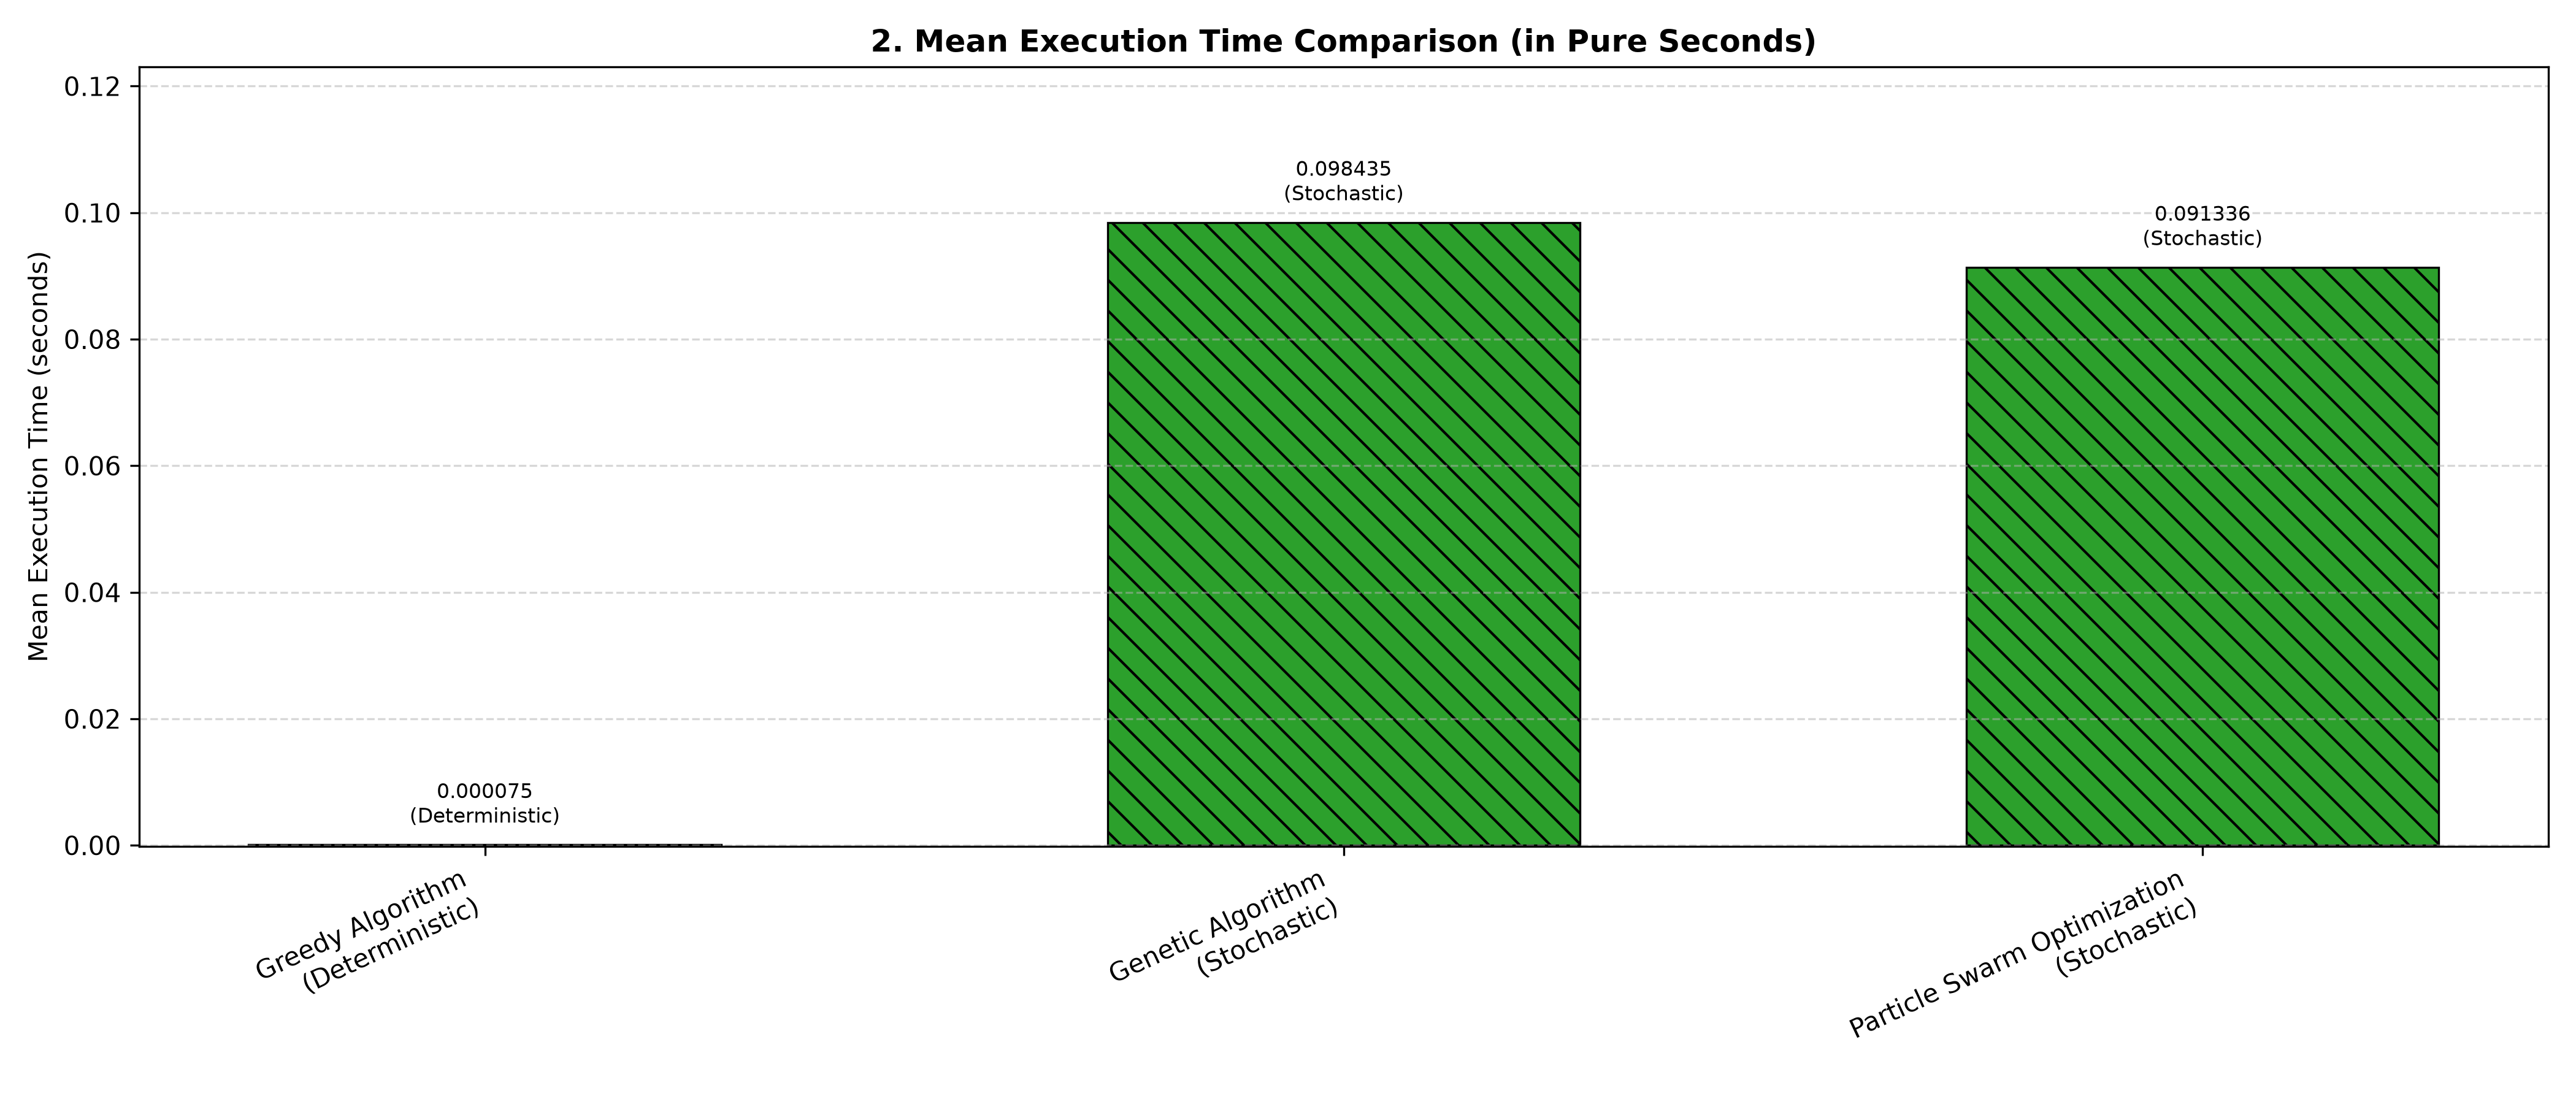 2. Mean Execution Time Comparison (in Pure Seconds)
Mean Execution Time (seconds)
0.12
0.10
0.08
0.06
0.04
0.02
0.00
0.000075
(Deterministic)
0.098435
(Stochastic)
0.091336
(Stochastic)
Greedy Algorithm
(Deterministic)
Genetic Algorithm
(Stochastic)
Particle Swarm Optimization
(Stochastic)